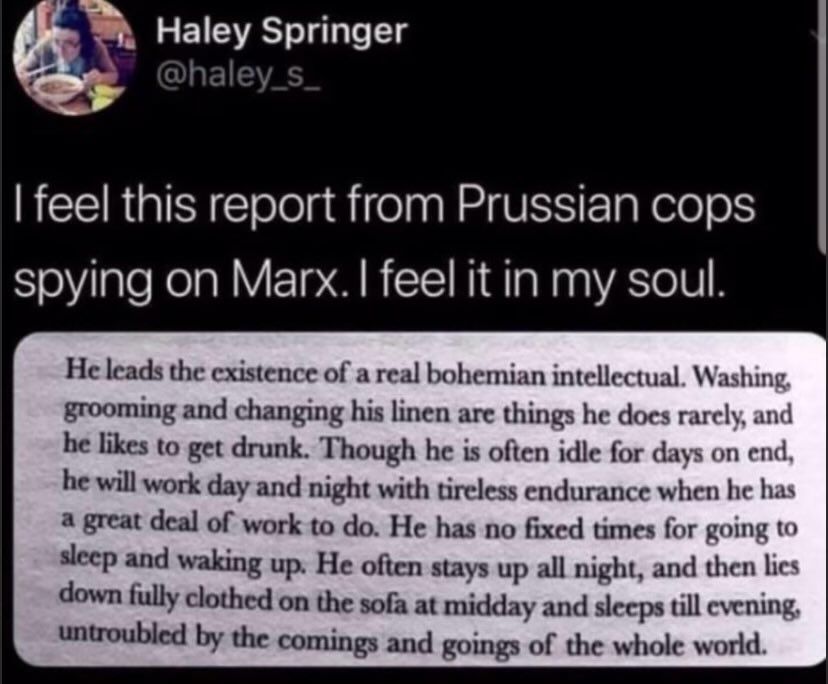 Haley Springer
@haley_s_
I feel this report from Prussian cops
spying on Marx. I feel it in my soul.
He leads the existence of a real bohemian intellectual. Washing,
grooming and changing his linen are things he does rarely, and
he likes to get drunk. Though he is often idle for days on end,
he will work day and night with tireless endurance when he has
a great deal of work to do. He has no fixed times for going to
sleep and waking up. He often stays up all night, and then lies
down fully clothed on the sofa at midday and sleeps till evening,
untroubled by the comings and goings of the whole world.